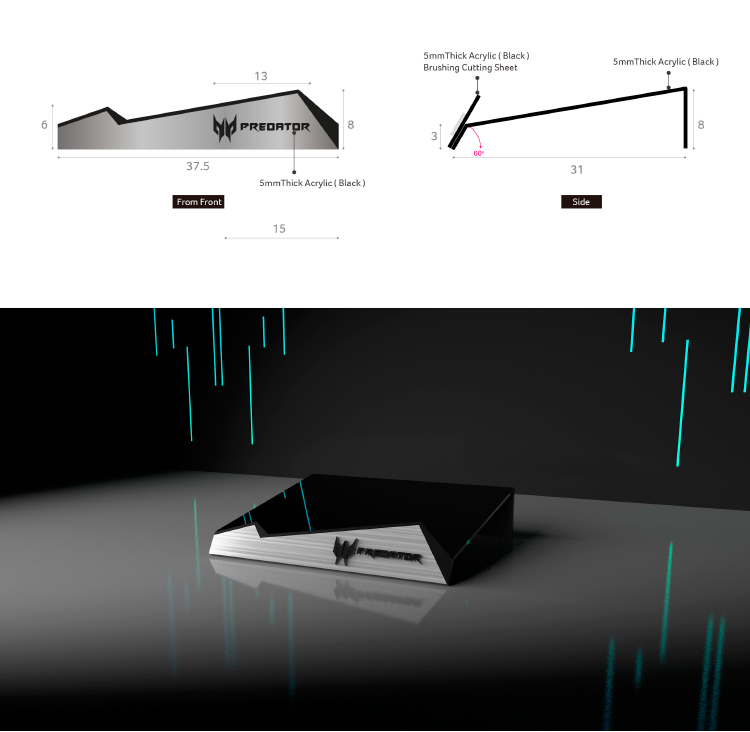 5mmThick Acrylic ( Black )
Brushing Cutting Sheet
5mmThick Acrylic ( Black )
13
6
PREDATOR
8
37.5
5mmThick Acrylic ( Black )
3
60°
8
31
From Front
Side
15
PREDATOR